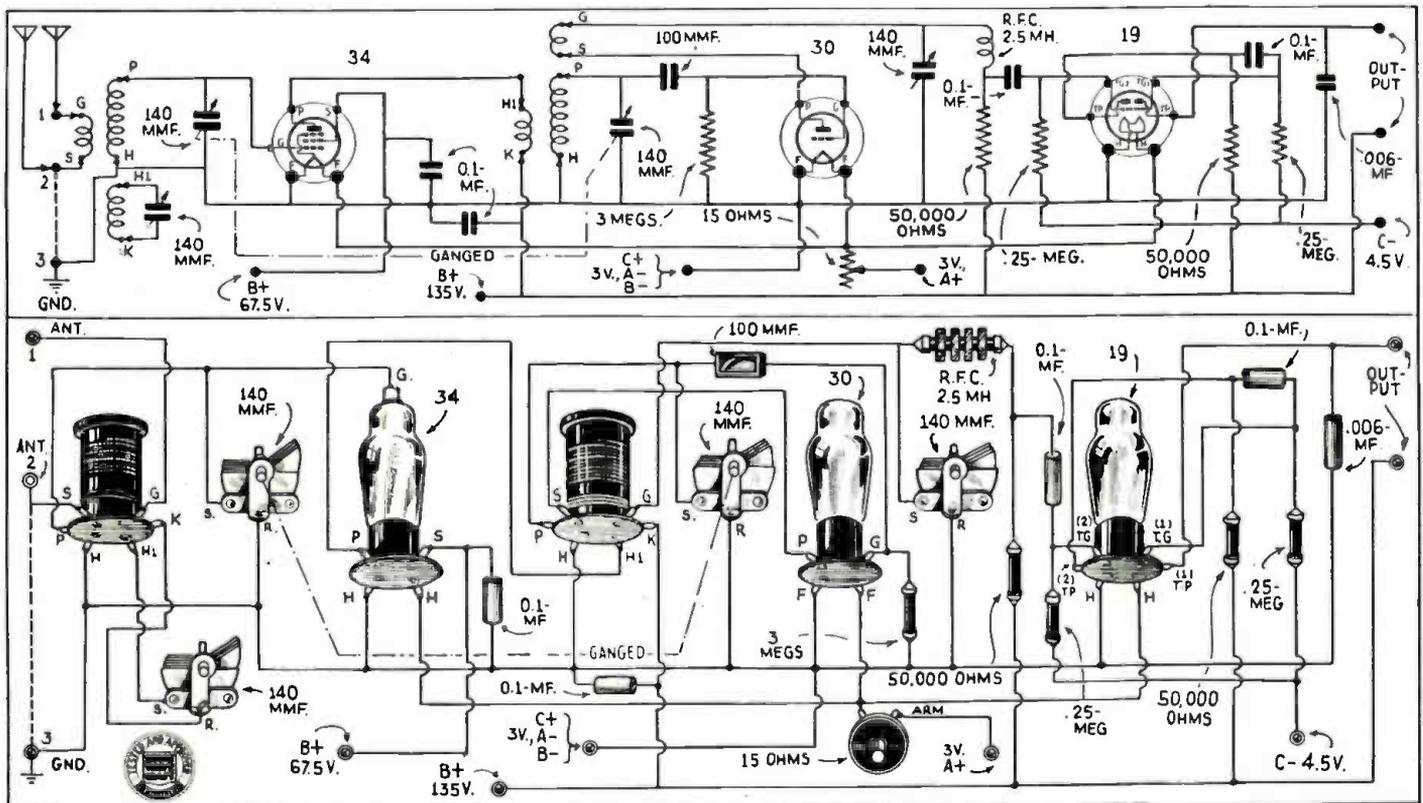 34
100 MMF.
30
140
MMF.
R.F.C.
2.5 MH.
19
0.1-
MF.
OUT-
PUT
1
G
S
2
3
GND.
P
H
H1
K
140
MMF.
140
MMF.
G
P
S
F
F
0.1-
MF.
GANGED
B+
67.5V.
B+
135V.
G
S
P
H1
K
H
140
MMF.
3 MEGS.
15 OHMS
P
G
F
F
C+
3V., A-
B-
3V.,
A+
0.1-
MF.
50,000
OHMS
.25- MEG.
TG2
TG1
TP
TP
H
H
50,000
OHMS
.25-
MEG.
.006-
MF
C-
4.5V.
ANT.
1
ANT.
2
3
GND.
S
G
P
K
H
H1
140
MMF.
S.
R.
140
MMF.
S.
R.
G.
34
P
S
H
H
0.1-
MF
GANGED
0.1-MF.
B+
67.5V.
B+
135V.
100 MMF.
S
G
P
K
H
H1
140
MMF.
S.
R
30
P
G
F
F
3
MEGS
C+
3V., A-
B-
15 OHMS
ARM
3V.
A+
R.F.C.
2.5 MH
140 MMF.
S
R
50,000 OHMS
0.1-
MF.
19
(2)
TG
(1)
T.G
(2)
TP
(1)
TP
H
H
.25-
MEG
50,000
OHMS
0.1-MF.
.25-
MEG
OUT-
PUT
.006-
MF.
C- 4.5V.